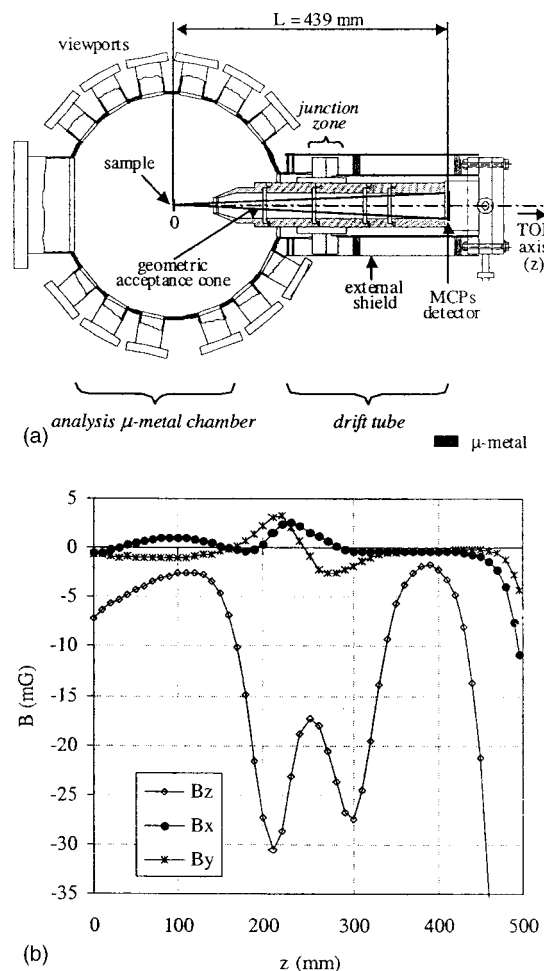 L = 439 mm
viewports
junction
zone
sample
0
geometric
acceptance cone
external
shield
MCPs
detector
TOF
axis
(z)
analysis μ-metal chamber
drift tube
(a)
μ-metal
5
0
-5
-10
-15
-20
-25
-30
-35
B (mG)
Bz
Bx
By
0
100
200
300
400
500
(b)
z (mm)